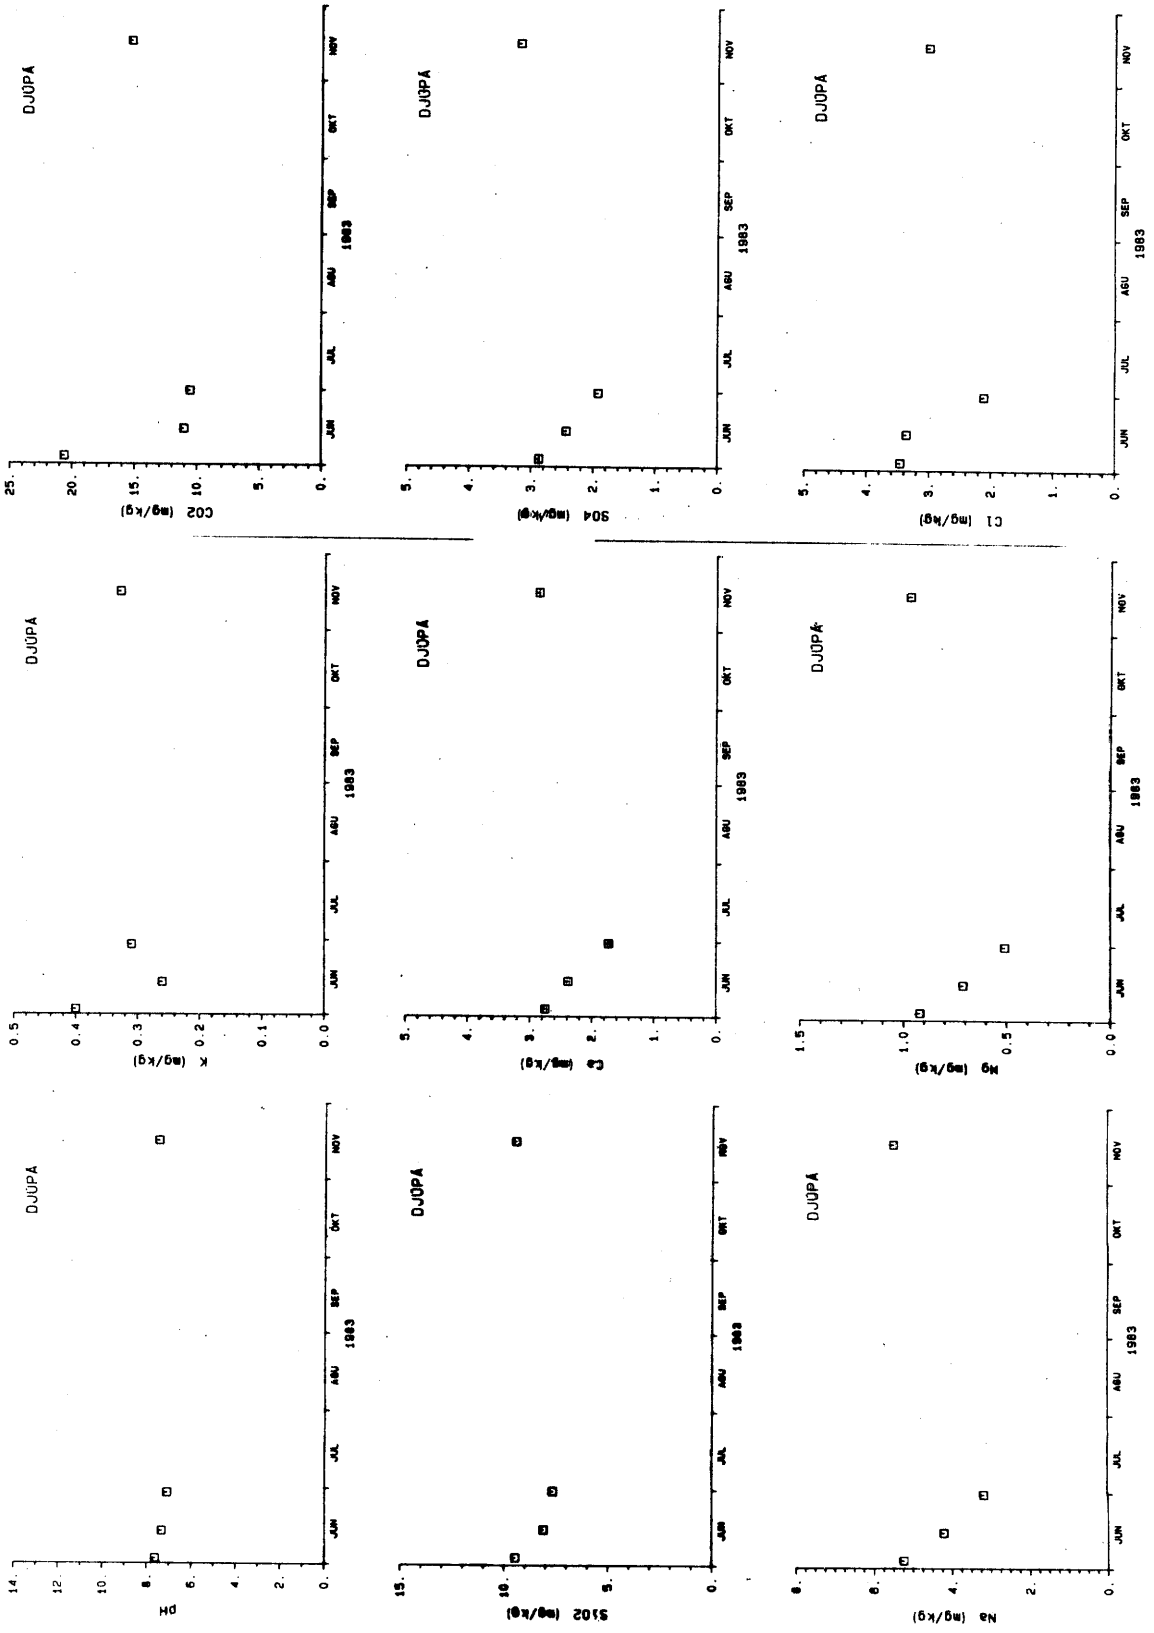 DJÚPÁ
14.
12.
10.
8.
6.
4.
2.
0.
pH
JUN JUL AGU SEP OKT NOV
1983
DJÚPÁ
0.5
0.4
0.3
0.2
0.1
0.0
K (mg/kg)
JUN JUL AGU SEP OKT NOV
1983
DJÚPÁ
25.
20.
15.
10.
5.
0.
CO2 (mg/kg)
JUN JUL AGU SEP OKT NOV
1983
DJÚPÁ
15.
10.
5.
0.
SiO2 (mg/kg)
JUN JUL AGU SEP OKT NOV
1983
DJÚPÁ
5.
4.
3.
2.
1.
0.
Ca (mg/kg)
JUN JUL AGU SEP OKT NOV
1983
DJÚPÁ
5.
4.
3.
2.
1.
0.
SO4 (mg/kg)
JUN JUL AGU SEP OKT NOV
1983
DJÚPÁ
8.
6.
4.
2.
0.
Na (mg/kg)
JUN JUL AGU SEP OKT NOV
1983
DJÚPÁ
1.5
1.0
0.5
0.0
Mg (mg/kg)
JUN JUL AGU SEP OKT NOV
1983
DJÚPÁ
5.
4.
3.
2.
1.
0.
Cl (mg/kg)
JUN JUL AGU SEP OKT NOV
1983